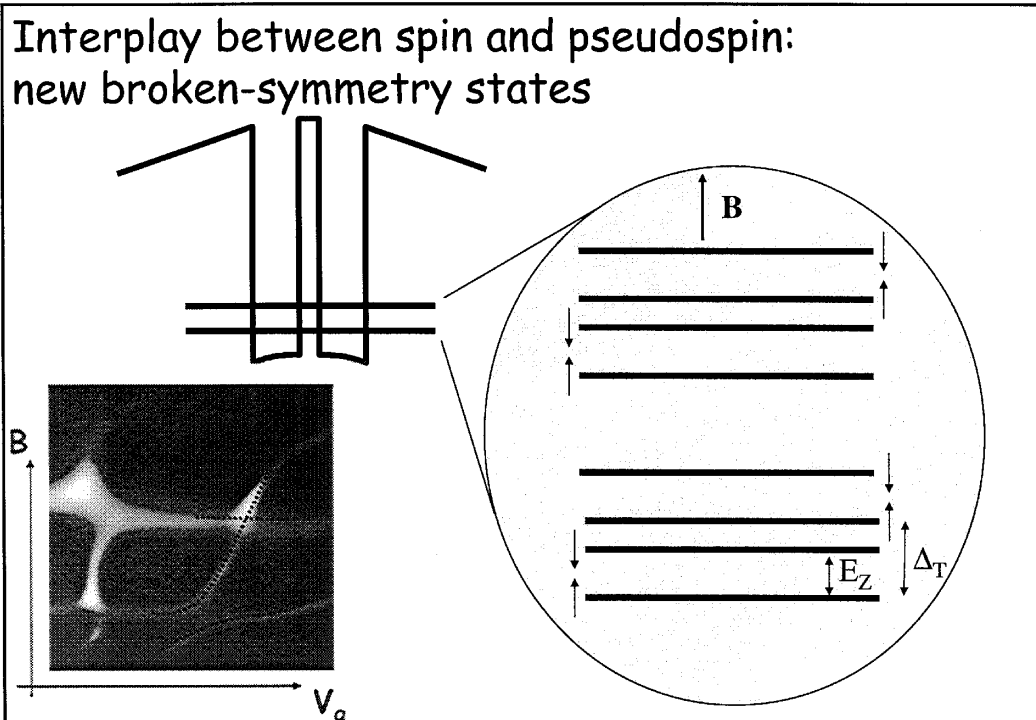 Interplay between spin and pseudospin:
new broken-symmetry states
B
E_Z
Δ_T
B
V_g